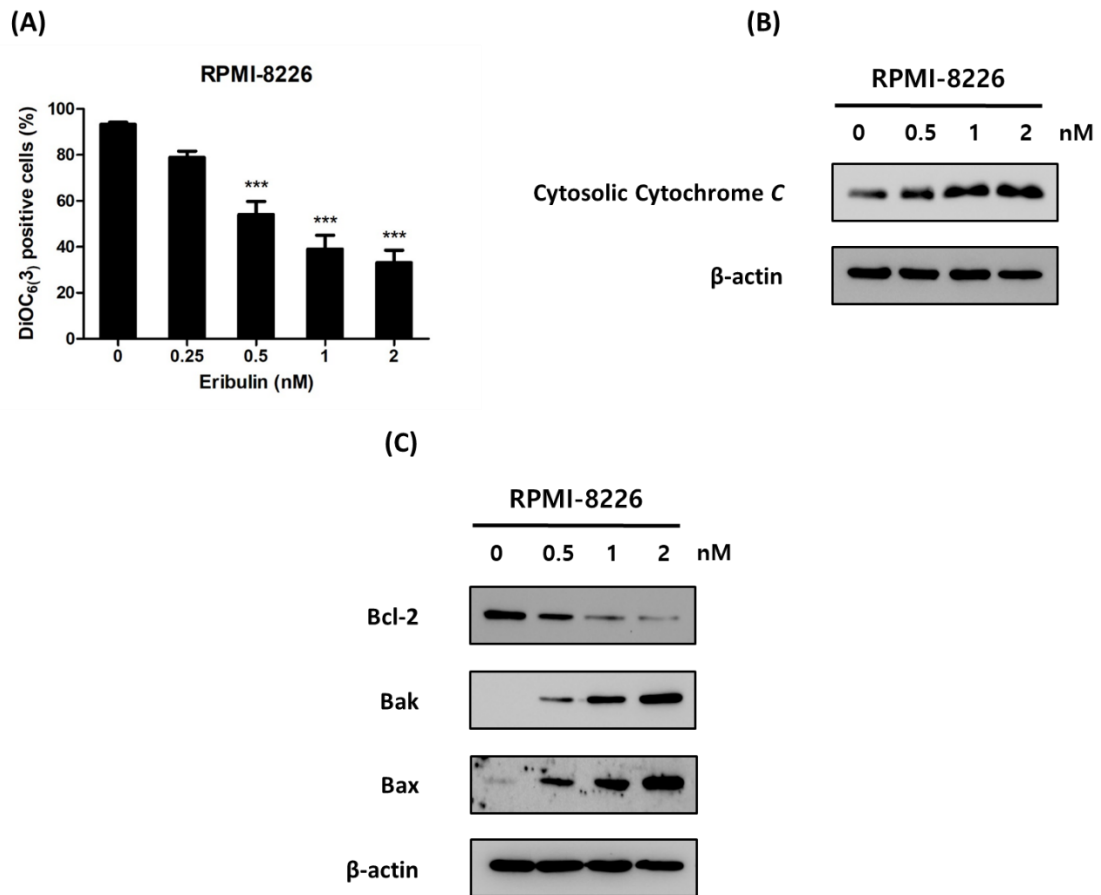 (A)
RPMI-8226
DiOC6(3) positive cells (%)
100
80
60
40
20
0
***
***
***
0 0.25 0.5 1 2
Eribulin (nM)
(B)
RPMI-8226
0 0.5 1 2 nM
Cytosolic Cytochrome C
β-actin
(C)
RPMI-8226
0 0.5 1 2 nM
Bcl-2
Bak
Bax
β-actin